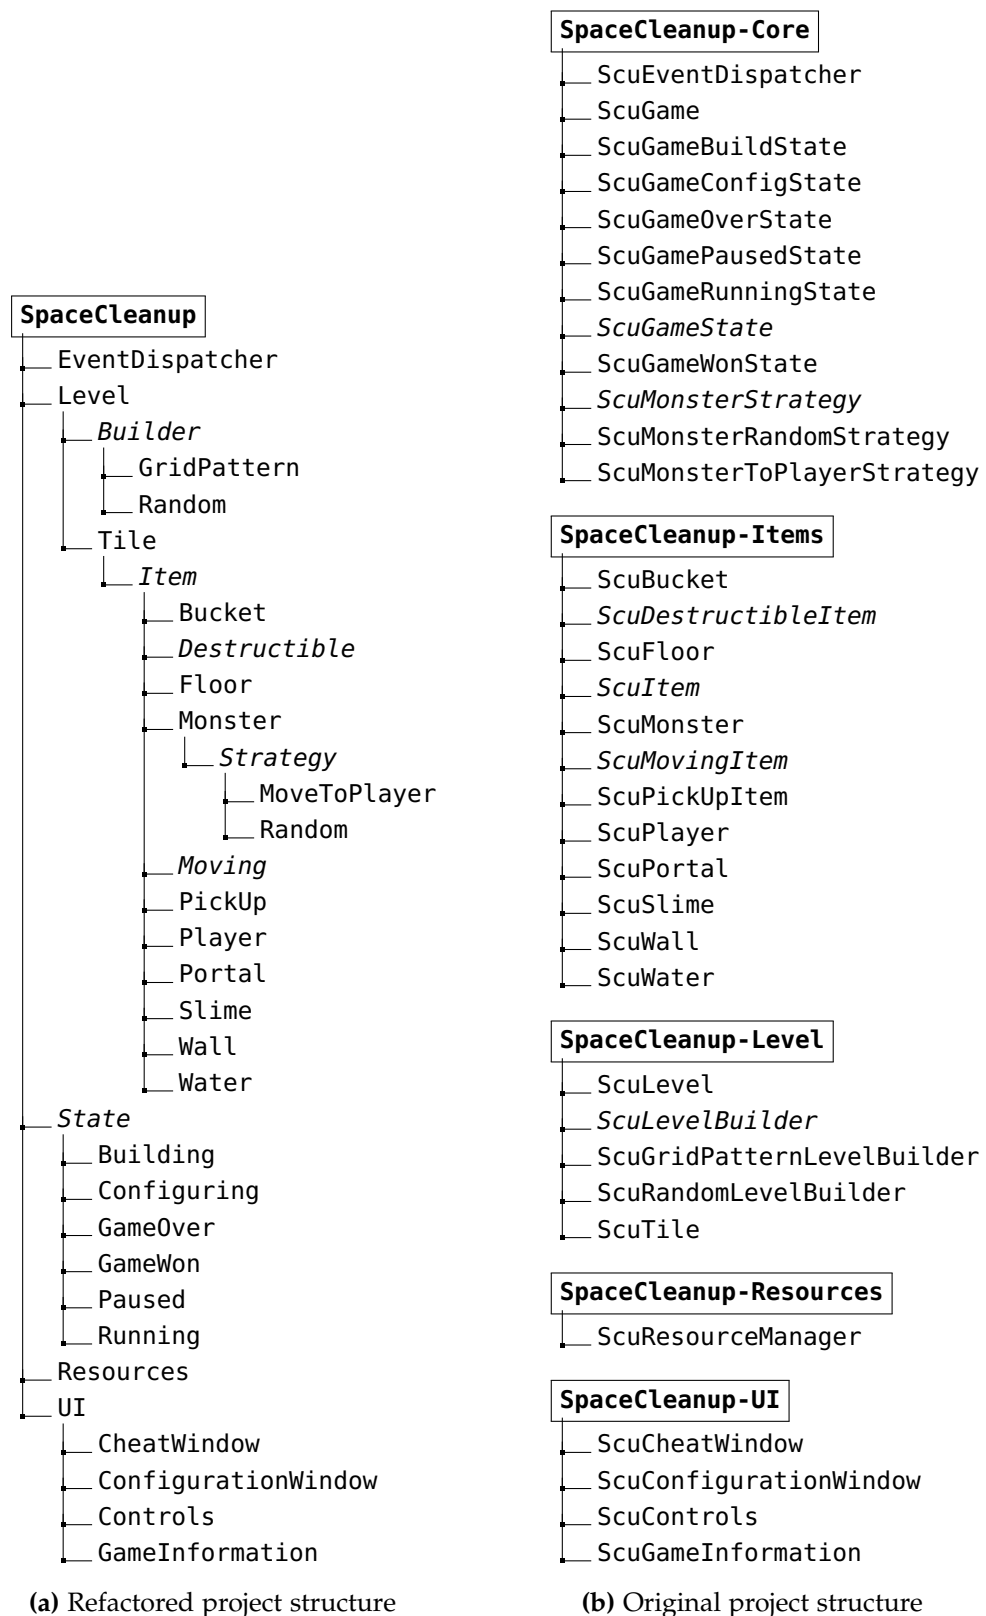 SpaceCleanup
EventDispatcher
Level
Builder
GridPattern
Random
Tile
Item
Bucket
Destructible
Floor
Monster
Strategy
MoveToPlayer
Random
Moving
PickUp
Player
Portal
Slime
Wall
Water
State
Building
Configuring
GameOver
GameWon
Paused
Running
Resources
UI
CheatWindow
ConfigurationWindow
Controls
GameInformation
(a) Refactored project structure
SpaceCleanup-Core
ScuEventDispatcher
ScuGame
ScuGameBuildState
ScuGameConfigState
ScuGameOverState
ScuGamePausedState
ScuGameRunningState
ScuGameState
ScuGameWonState
ScuMonsterStrategy
ScuMonsterRandomStrategy
ScuMonsterToPlayerStrategy
SpaceCleanup-Items
ScuBucket
ScuDestructibleItem
ScuFloor
ScuItem
ScuMonster
ScuMovingItem
ScuPickUpItem
ScuPlayer
ScuPortal
ScuSlime
ScuWall
ScuWater
SpaceCleanup-Level
ScuLevel
ScuLevelBuilder
ScuGridPatternLevelBuilder
ScuRandomLevelBuilder
ScuTile
SpaceCleanup-Resources
ScuResourceManager
SpaceCleanup-UI
ScuCheatWindow
ScuConfigurationWindow
ScuControls
ScuGameInformation
(b) Original project structure